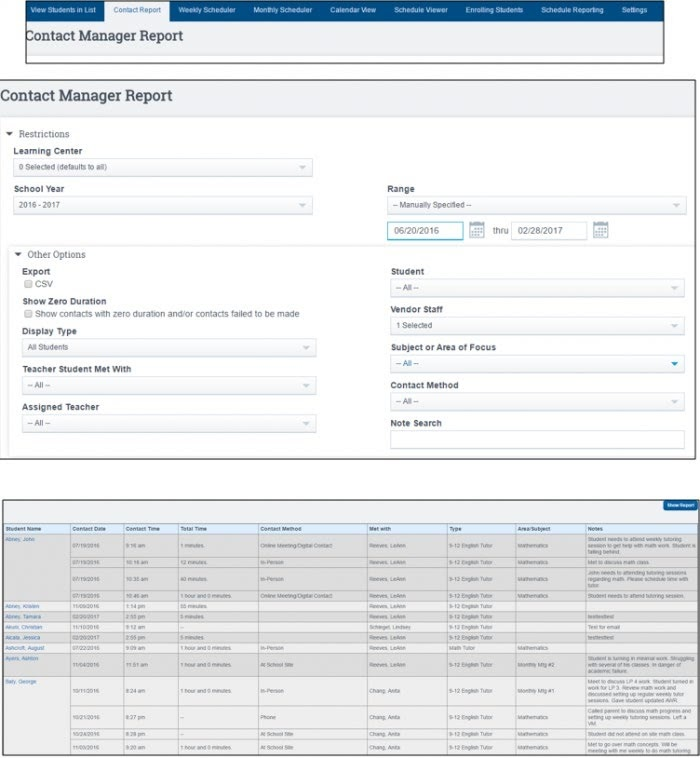 View Students in List Contact Report Weekly Scheduler Monthly Scheduler Calendar View Schedule Viewer Enrolling Students Schedule Reporting Settings
Contact Manager Report
Contact Manager Report
Restrictions
Learning Center
0 Selected (defaults to all)
School Year Range
2016 - 2017 -- Manually Specified --
06/20/2016 thru 02/28/2017
Other Options
Export Student
CSV -- All --
Show Zero Duration Vendor Staff
Show contacts with zero duration and/or contacts failed to be made 1 Selected
Display Type Subject or Area of Focus
All Students -- All --
Teacher Student Met With Contact Method
-- All -- -- All --
Assigned Teacher Note Search
-- All --
Show Report
Student Name Contact Date Contact Time Total Time Contact Method Met with Type Area/Subject Notes
Abney, John 07/19/2016 9:16 am 1 minutes Online Meeting/Digital Contact Reeves, LeAnn 9-12 English Tutor Mathematics Student needs to attend weekly tutoring
session to get help with math work. Student is
falling behind.
07/19/2016 10:16 am 12 minutes In-Person Reeves, LeAnn 9-12 English Tutor Mathematics Met to discuss math class.
07/19/2016 10:33 am 40 minutes In-Person Reeves, LeAnn 9-12 English Tutor Mathematics John needs to attending tutoring sessions
regarding math. Please schedule time with
tutor.
07/19/2016 10:46 am 1 hour and 0 minutes Online Meeting/Digital Contact Reeves, LeAnn 9-12 English Tutor Mathematics Student needs to attend tutoring session.
Abney, Kristen 11/09/2016 1:14 pm 55 minutes Reeves, LeAnn 9-12 English Tutor
Abney, Tamara 02/20/2017 2:55 pm 5 minutes Reeves, LeAnn 9-12 English Tutor testtesttest
Christian 11/10/2016 9:12 am -- Schlegel, Lindsey 9-12 English Tutor Test for email
Alcala, Jessica 02/20/2017 2:55 pm 5 minutes Reeves, LeAnn 9-12 English Tutor testtesttest
Ashcroft, August 07/22/2016 9:09 am 1 hour and 0 minutes In-Person Reeves, LeAnn Math Tutor Mathematics
Ayers, Ashton 11/04/2016 11:51 am 1 hour and 0 minutes At School Site Reeves, LeAnn 9-12 English Tutor Monthly Mtg #2 Student is turning in minimal work. Struggling
with several of his classes. In danger of
academic failure.
Baty, George 10/11/2016 8:24 am 1 hour and 0 minutes In-Person Chang, Anita 9-12 English Tutor Monthly Mtg #1 Meet to discuss LP 4 work. Student turned in
work for LP 3. Review math work and
discussed setting up regular weekly tutor
sessions. Gave student updated AWR.
10/21/2016 8:27 pm -- Phone Chang, Anita 9-12 English Tutor Mathematics Called parent to discuss math progress and
setting up weekly tutoring sessions. Left a
VM.
10/24/2016 8:28 pm -- At School Site Chang, Anita 9-12 English Tutor Mathematics Student did not attend on site math class.
11/03/2016 9:20 am 1 hour and 0 minutes At School Site Chang, Anita 9-12 English Tutor Mathematics Met to go over math concepts. Will be
meeting with me weekly to do math tutoring